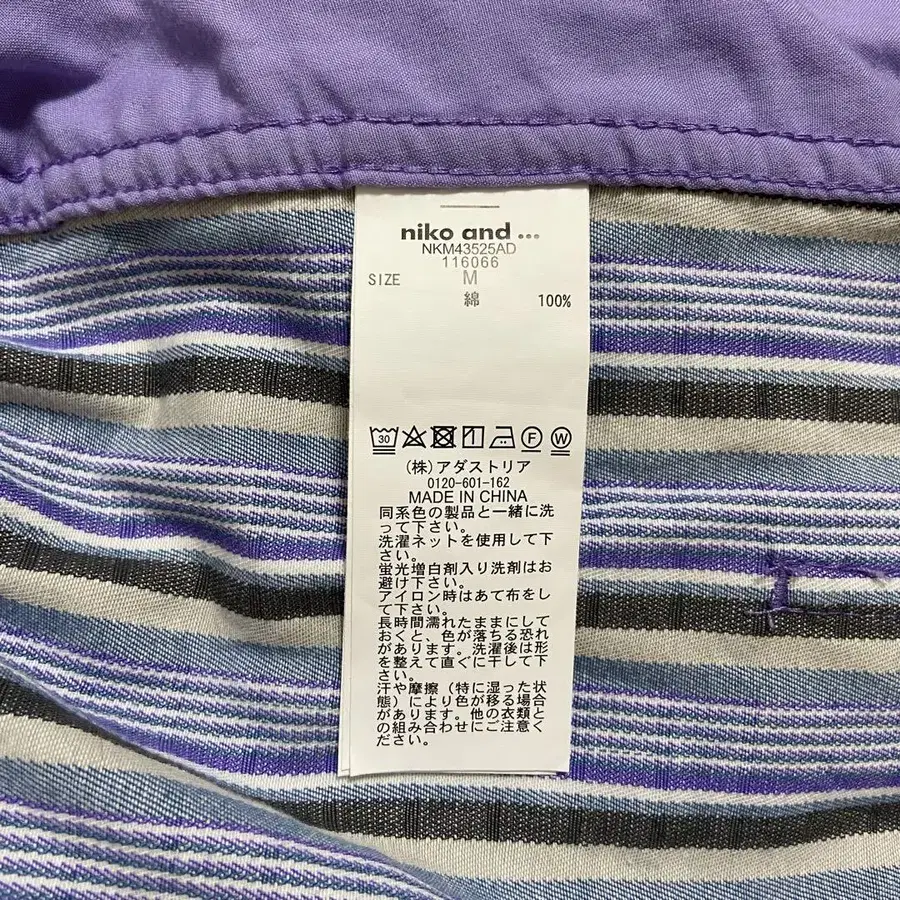 niko and ...
NKM43525AD
116066
SIZE M
綿 100%
30
F W
(株)アダストリア
0120-601-162
MADE IN CHINA
同系色の製品と一緒に洗
って下さい。
洗濯ネットを使用して下
さい。
蛍光増白剤入り洗剤はお
避け下さい。
アイロン時はあて布をし
て下さい。
長時間濡れたままにして
おくと、色が落ちる恐れ
があります。洗濯後は形
を整えて直ぐに干して下
さい。
汗や摩擦(特に湿った状
態)により色が移る場合
があります。他の衣類と
の組み合わせにご注意く
ださい。